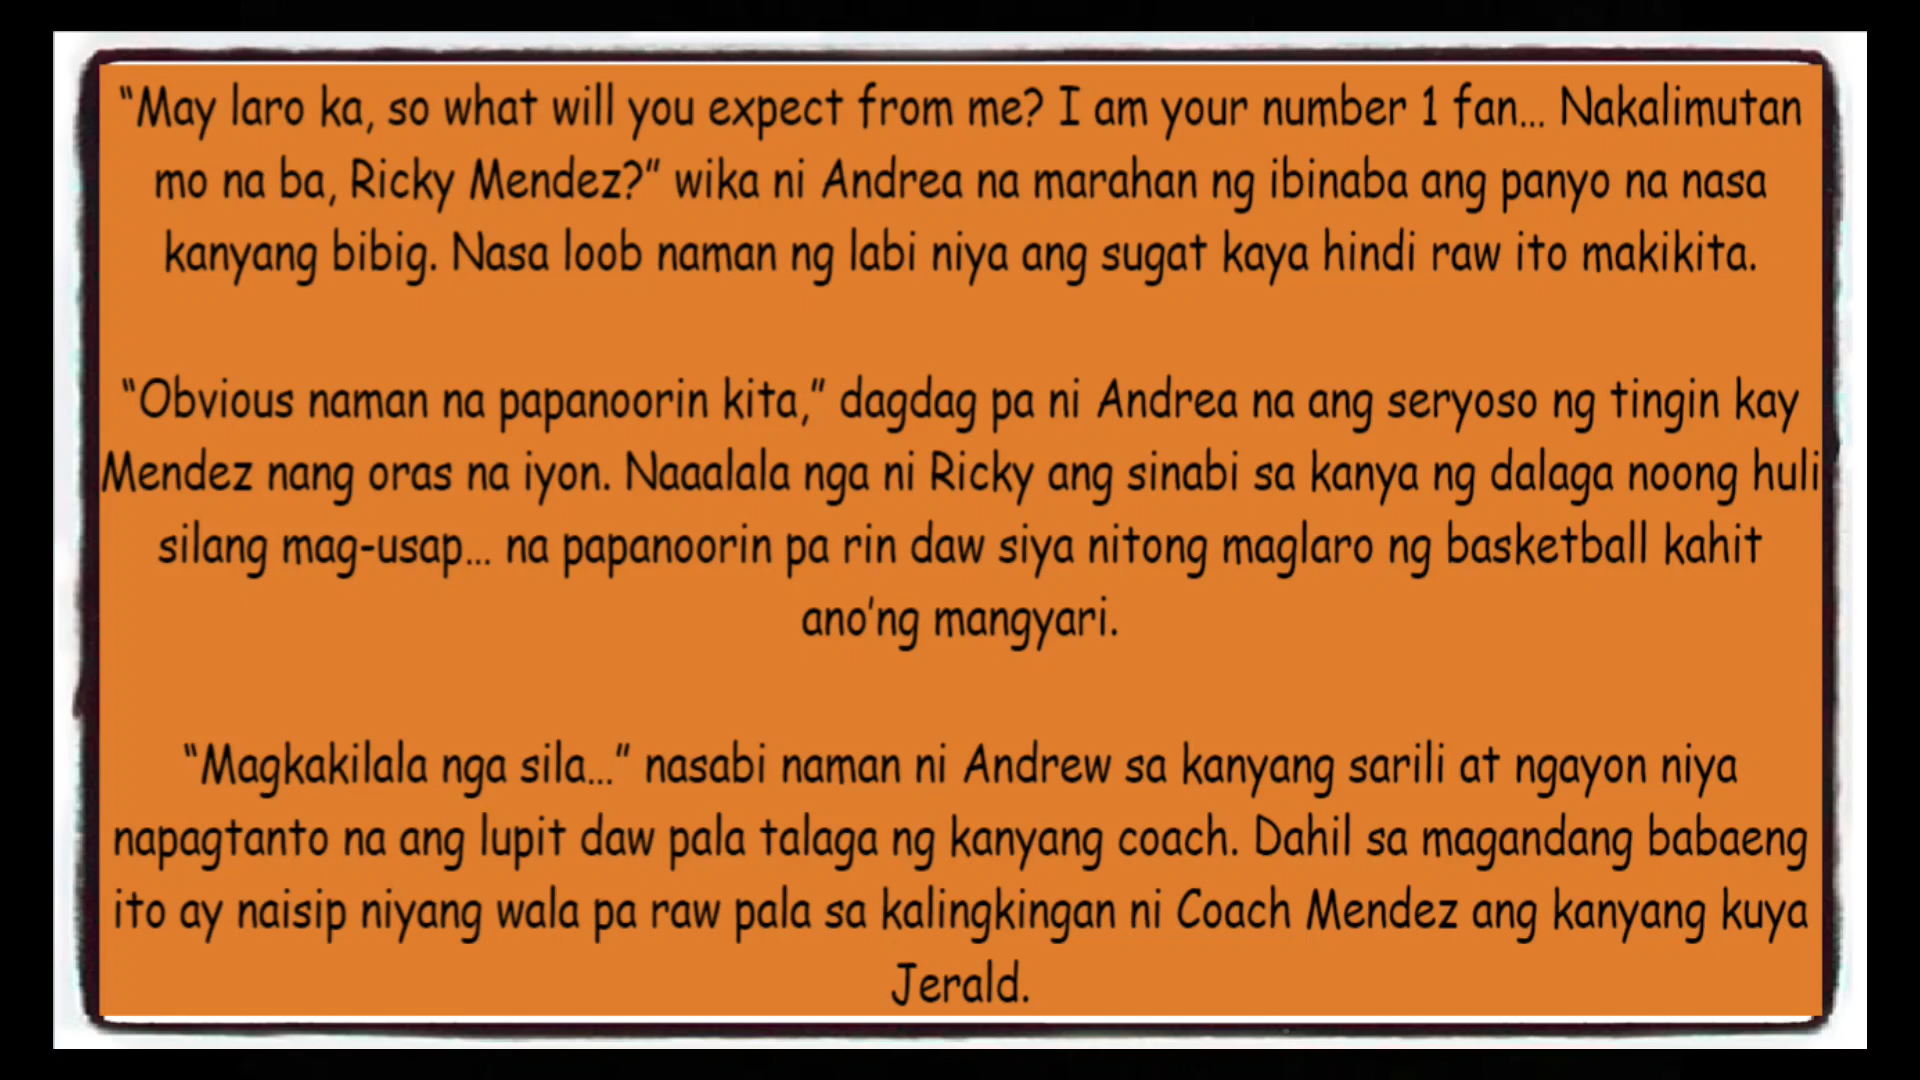 “May laro ka, so what will you expect from me? I am your number 1 fan... Nakalimutan
mo na ba, Ricky Mendez?” wika ni Andrea na marahan ng ibinaba ang panyo na nasa
kanyang bibig. Nasa loob naman ng labi niya ang sugat kaya hindi raw ito makikita.
“Obvious naman na papanoorin kita,” dagdag pa ni Andrea na ang seryoso ng tingin kay
Mendez nang oras na iyon. Naaalala nga ni Ricky ang sinabi sa kanya ng dalaga noong huli
silang mag-usap... na papanoorin pa rin daw siya nitong maglaro ng basketball kahit
ano’ng mangyari.
“Magkakilala nga sila...” nasabi naman ni Andrew sa kanyang sarili at ngayon niya
napagtanto na ang lupit daw pala talaga ng kanyang coach. Dahil sa magandang babaeng
ito ay naisip niyang wala pa raw pala sa kalingkingan ni Coach Mendez ang kanyang kuya
Jerald.